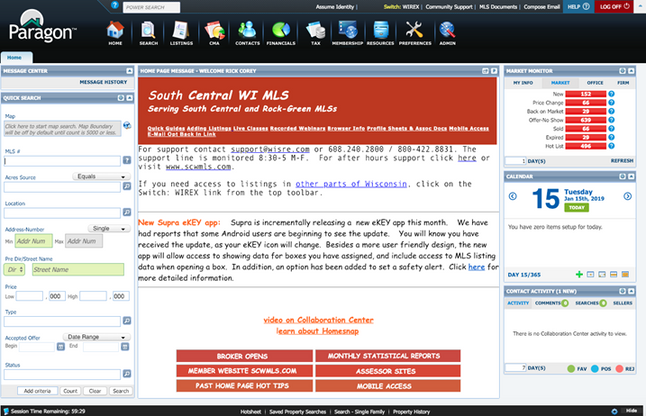 POWER SEARCH
Assume Identity
Switch: WIREX
Community Support
MLS Documents
Compose Email
HELP
LOG OFF
Paragon™
HOME
SEARCH
LISTINGS
CMA
CONTACTS
FINANCIALS
TAX
MEMBERSHIP
RESOURCES
PREFERENCES
ADMIN
Home
MESSAGE CENTER
MESSAGE HISTORY
QUICK SEARCH
Map
Click here to start map search. Map Boundary
will be off by default until count is 5000 or less.
MLS #
Acres Source
Equals
Location
Address-Number
Single
Min
Addr Num
Max
Addr Num
Pre Dir/Street Name
Dir
Street Name
Price
Low
, 000
High
, 000
Type
Accepted Offer
Date Range
Begin
End
Status
Add criteria
Count
Clear
Search
HOME PAGE MESSAGE - WELCOME RICK COREY
South Central WI MLS
Serving South Central and Rock-Green MLSs
Quick Guides Adding Listings Live Classes Recorded Webinars Browser Info Profile Sheets & Assoc Docs Mobile Access
E-Mail Opt Back In Link
For support contact support@wisre.com or 608.240.2800 / 800-422.8831. The
support line is monitored 8:30-5 M-F. For after hours support click here or
visit www.scwmls.com.
If you need access to listings in other parts of Wisconsin, click on the
Switch: WIREX link from the top toolbar.
New Supra eKEY app: Supra is incrementally releasing a new eKEY app this month. We have
had reports that some Android users are beginning to see the update. You will know you have
received the update, as your eKEY icon will change. Besides a more user friendly design, the new
app will allow access to showing data for boxes you have assigned, and include access to MLS listing
data when opening a box. In addition, an option has been added to set a safety alert. Click here for
more detailed information.
video on Collaboration Center
learn about Homesnap
BROKER OPENS
MONTHLY STATISTICAL REPORTS
MEMBER WEBSITE SCWMLS.COM
ASSESSOR SITES
PAST HOME PAGE HOT TIPS
MOBILE ACCESS
MARKET MONITOR
MY INFO
MARKET
OFFICE
FIRM
New 152
Price Change 66
Back on Market 29
Offer-No Show 639
Sold 66
Expired 29
Hot List 496
1 DAY(S)
REFRESH
CALENDAR
15
Tuesday
Jan 15th, 2019
TODAY
You have zero items setup for today.
DAY 15/365
CONTACT ACTIVITY (1 NEW)
ACTIVITY
COMMENTS
SEARCHES
SELLERS
There is no Collaboration Center activity to view.
7 DAY(S)
FAV
POS
REJ
Session Time Remaining: 59:29
Hotsheet
Saved Property Searches
Search - Single Family
Property History
Hide